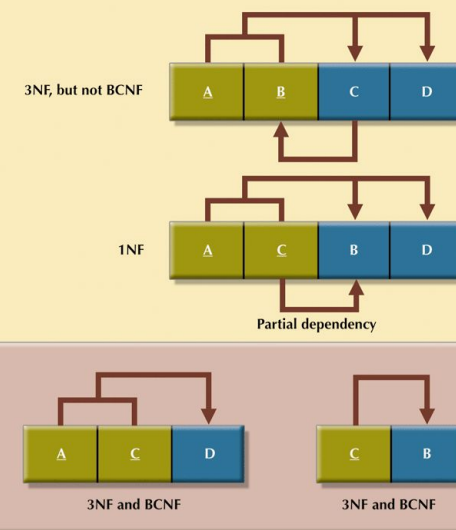 3NF, but not BCNF
A B C D
1NF
A C B D
Partial dependency
A C D
C B
3NF and BCNF
3NF and BCNF